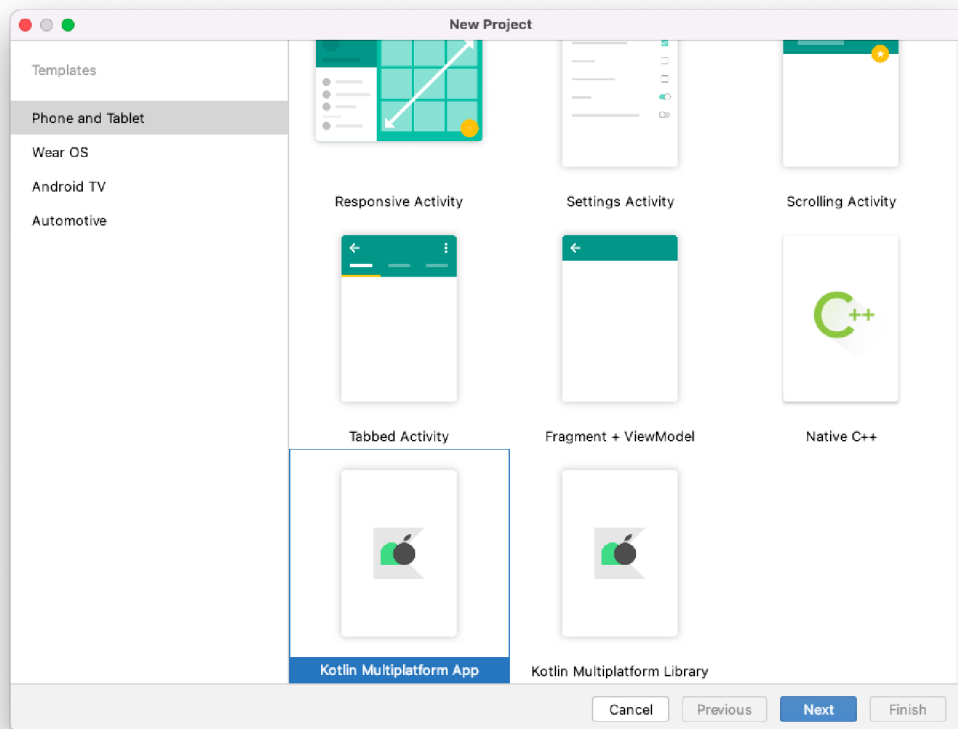 New Project
Templates
Phone and Tablet
Wear OS
Android TV
Automotive
Responsive Activity
Settings Activity
Scrolling Activity
C++
Tabbed Activity
Fragment + ViewModel
Native C++
Kotlin Multiplatform App
Kotlin Multiplatform Library
Cancel
Previous
Next
Finish